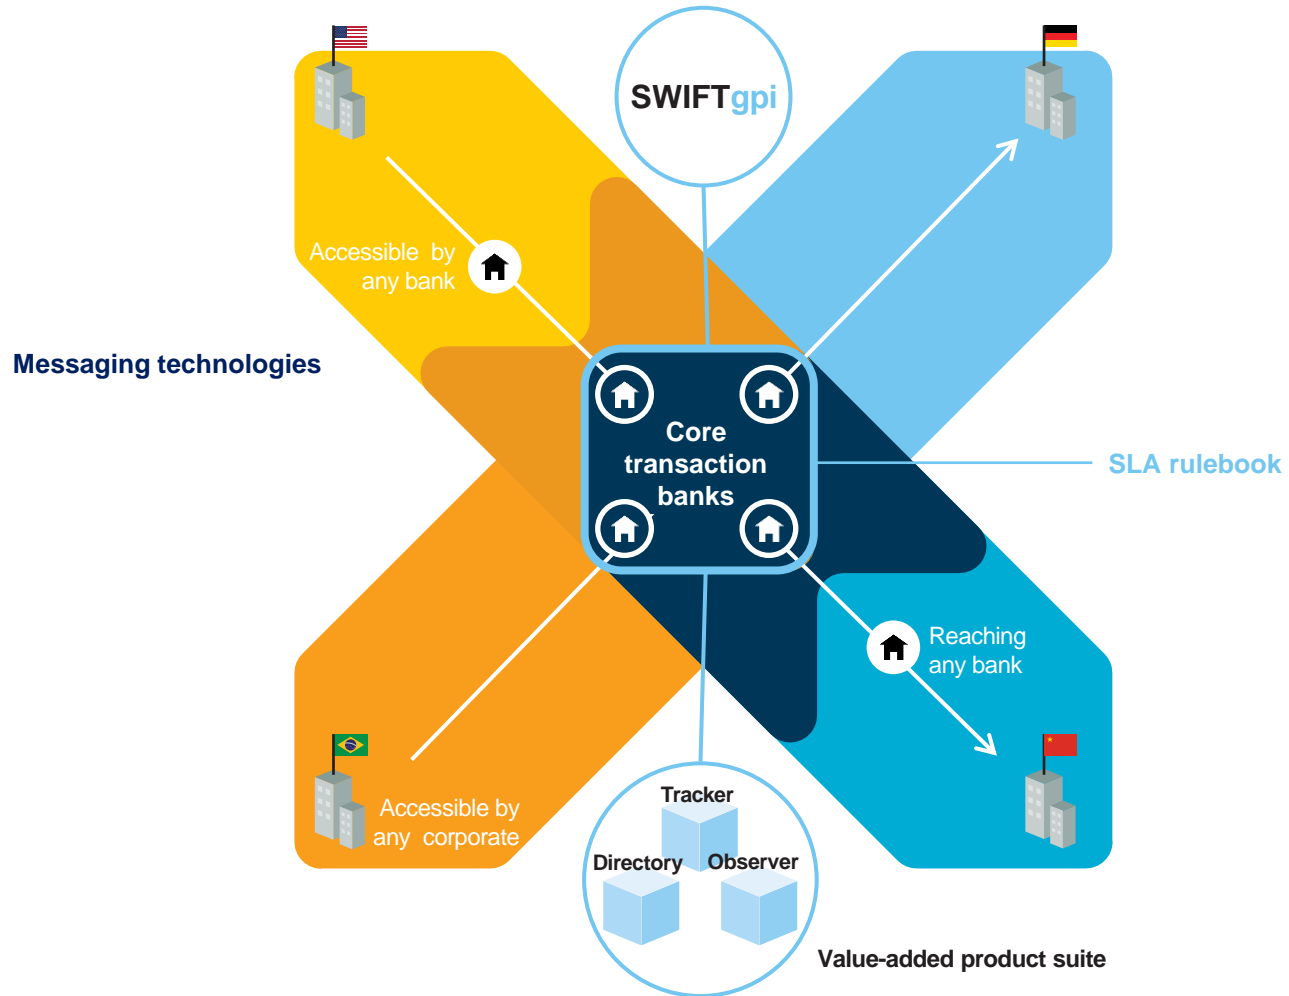 SWIFTgpi
Accessible by
any bank
Messaging technologies
Core
transaction
banks
SLA rulebook
Reaching
any bank
Accessible by
any corporate
Tracker
Directory
Observer
Value-added product suite